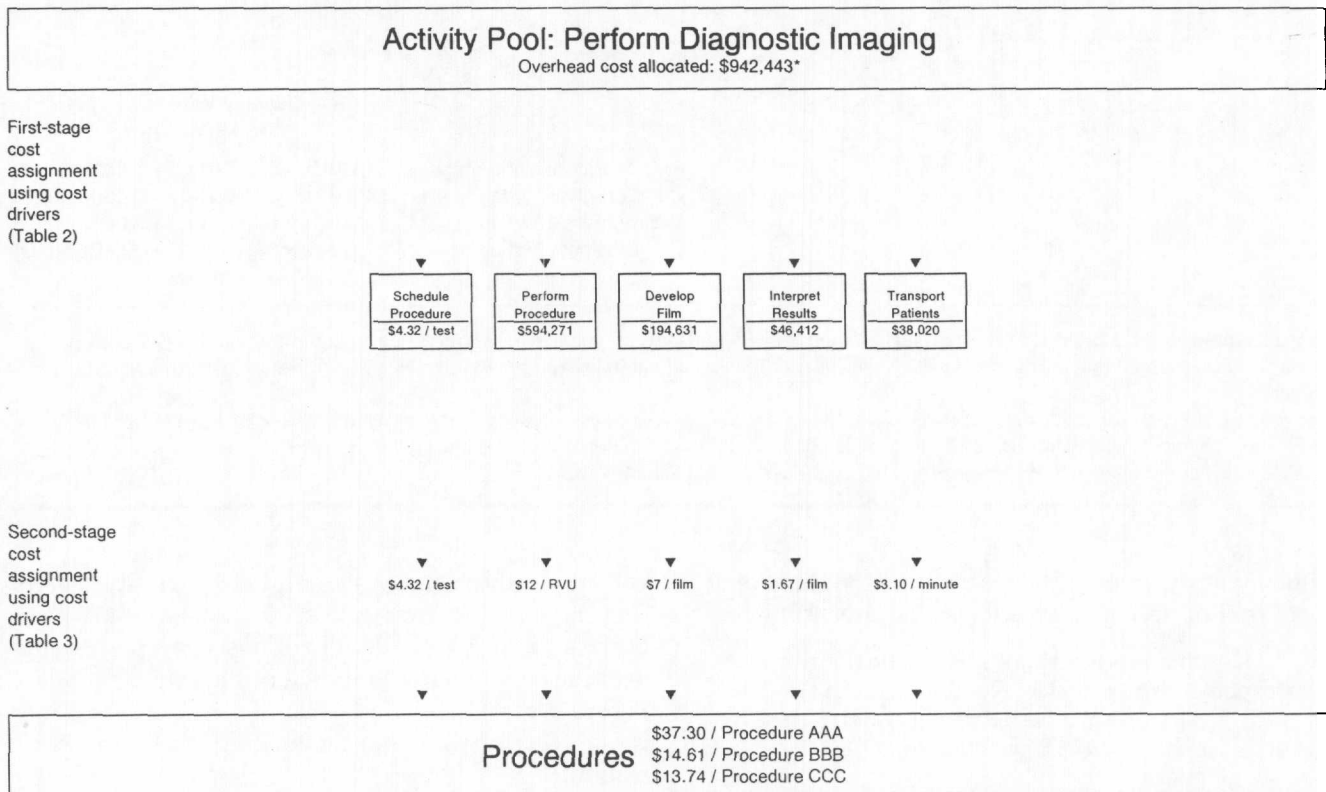 Activity Pool: Perform Diagnostic Imaging
Overhead cost allocated: $942,443*
First-stage
cost
assignment
using cost
drivers
(Table 2)
Schedule
Procedure
$4.32 / test
Perform
Procedure
$594,271
Develop
Film
$194,631
Interpret
Results
$46,412
Transport
Patients
$38,020
Second-stage
cost
assignment
using cost
drivers
(Table 3)
$4.32 / test
$12 / RVU
$7 / film
$1.67 / film
$3.10 / minute
Procedures
$37.30 / Procedure AAA
$14.61 / Procedure BBB
$13.74 / Procedure CCC